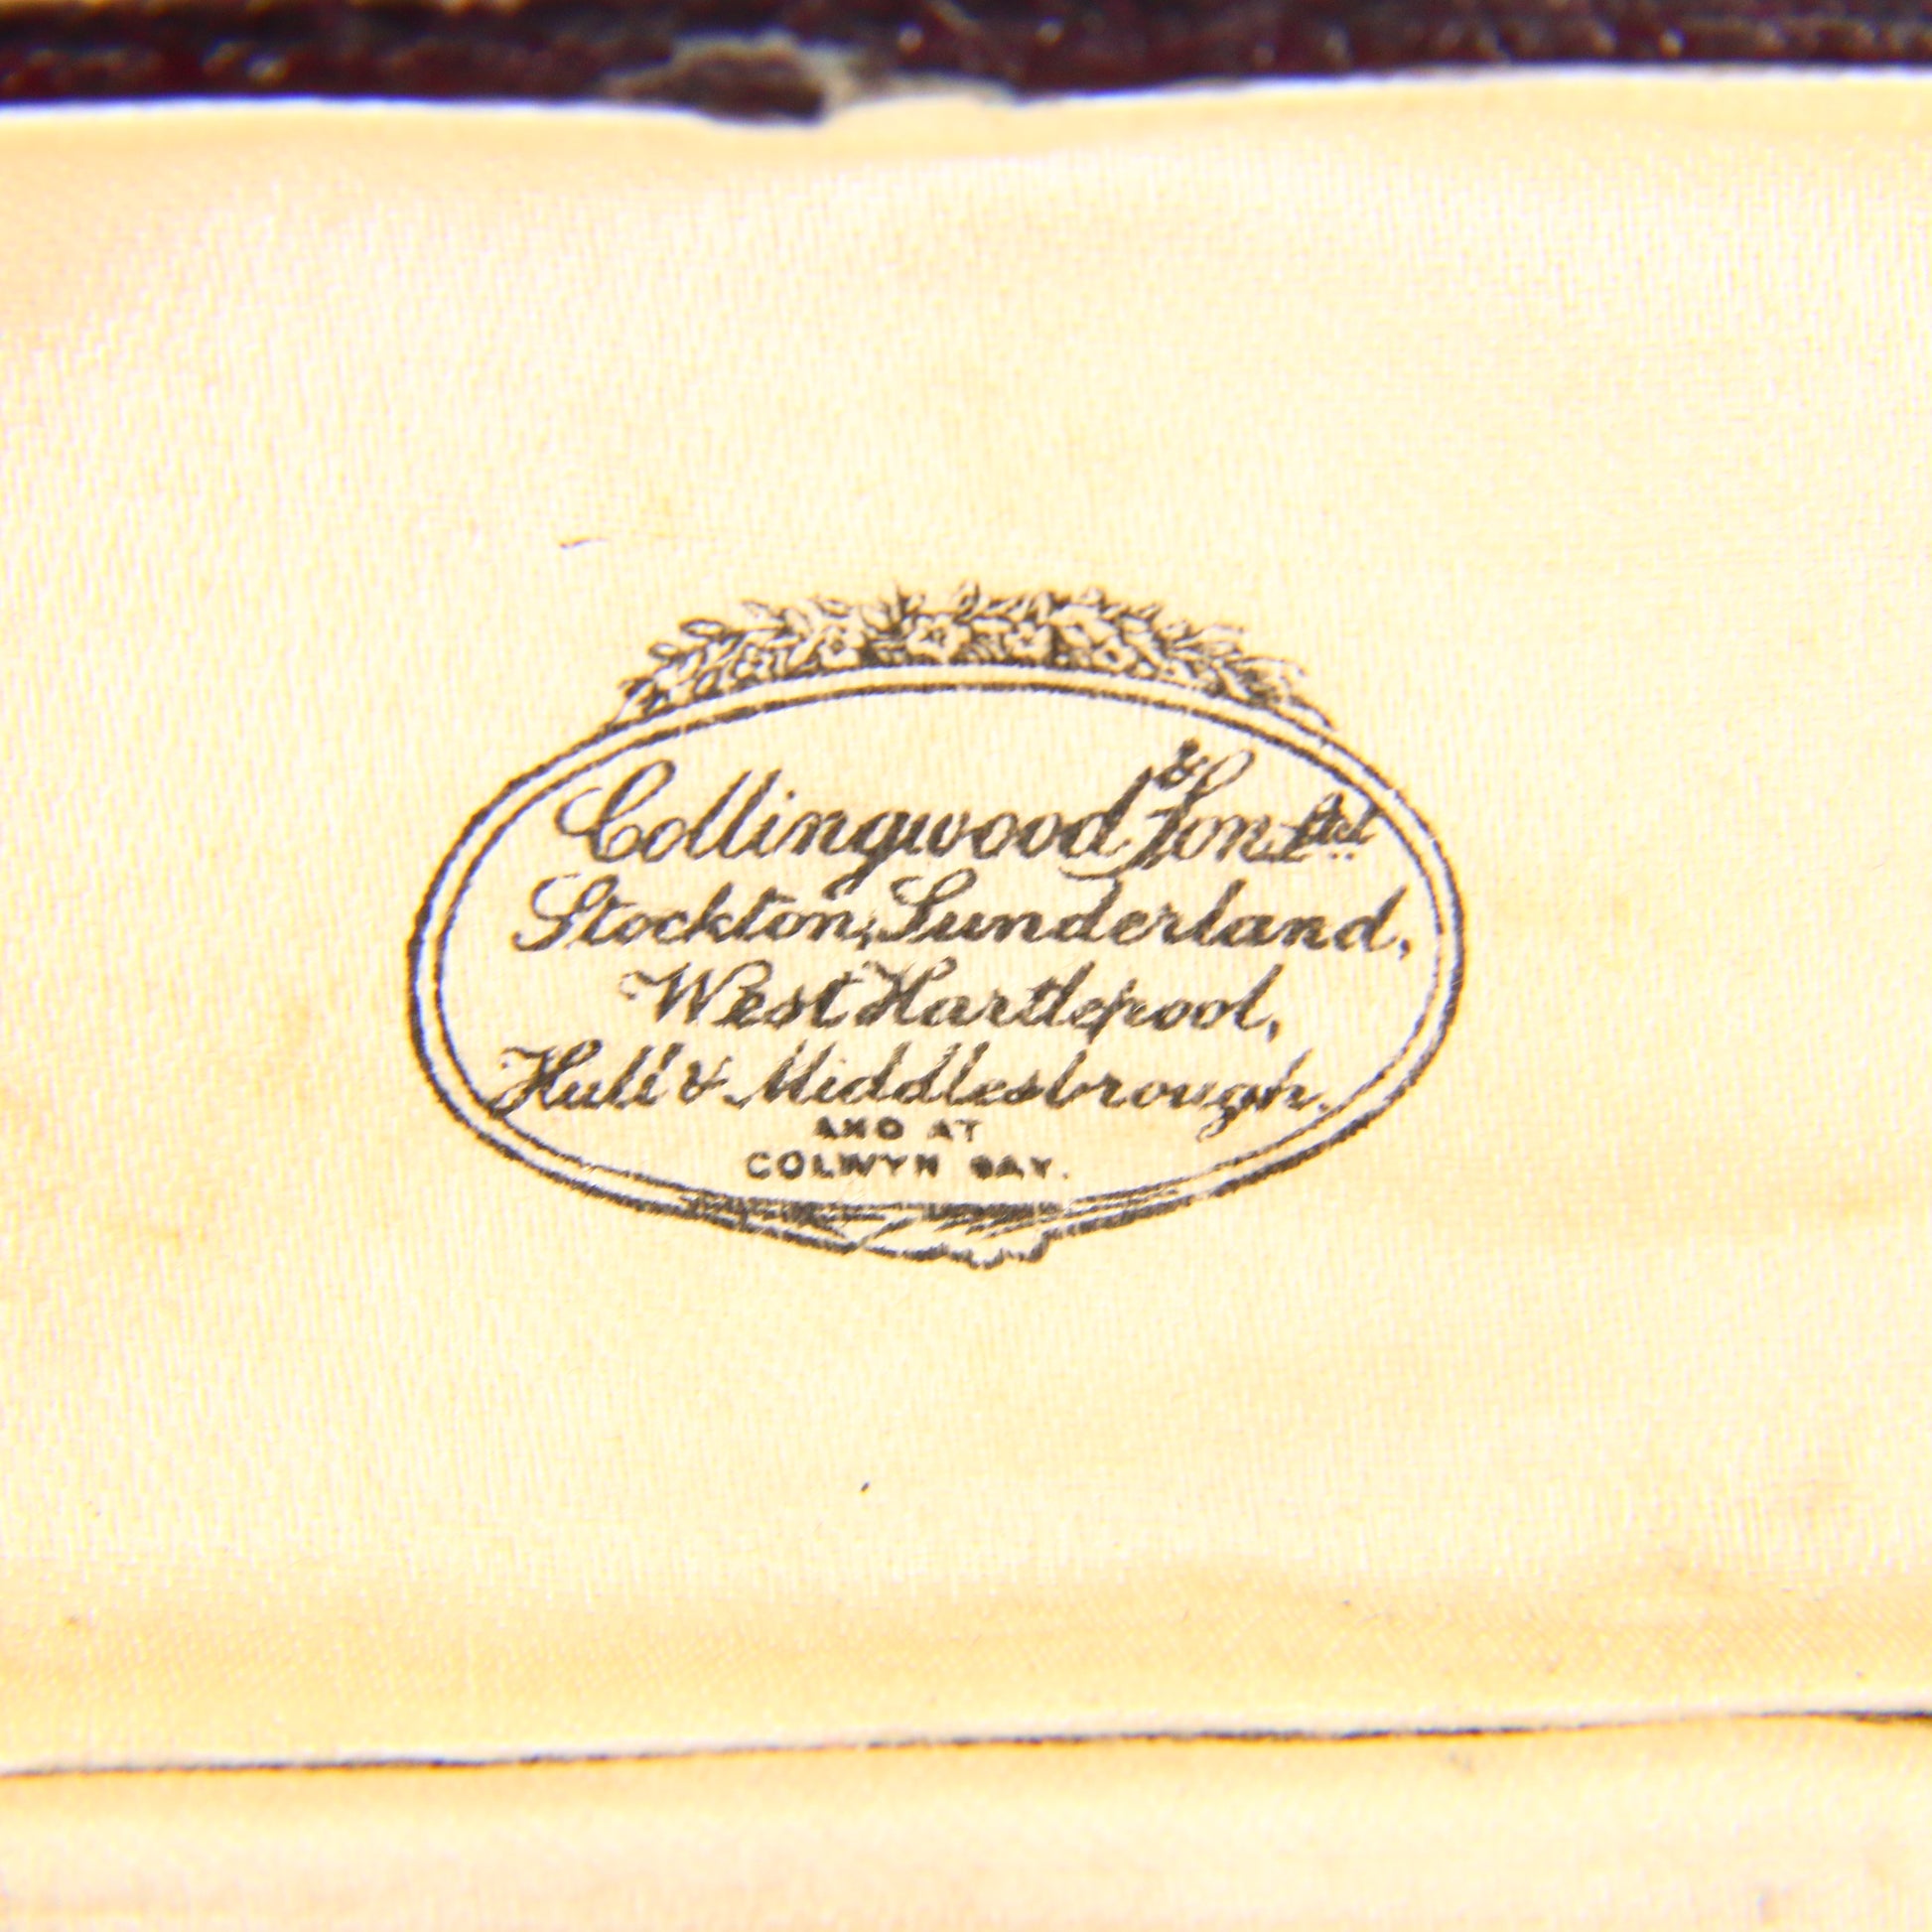 Collingwood & Son Ltd
Stockton, Sunderland,
West Hartlepool,
Hull & Middlesbrough.
AND AT
COLWYN BAY.